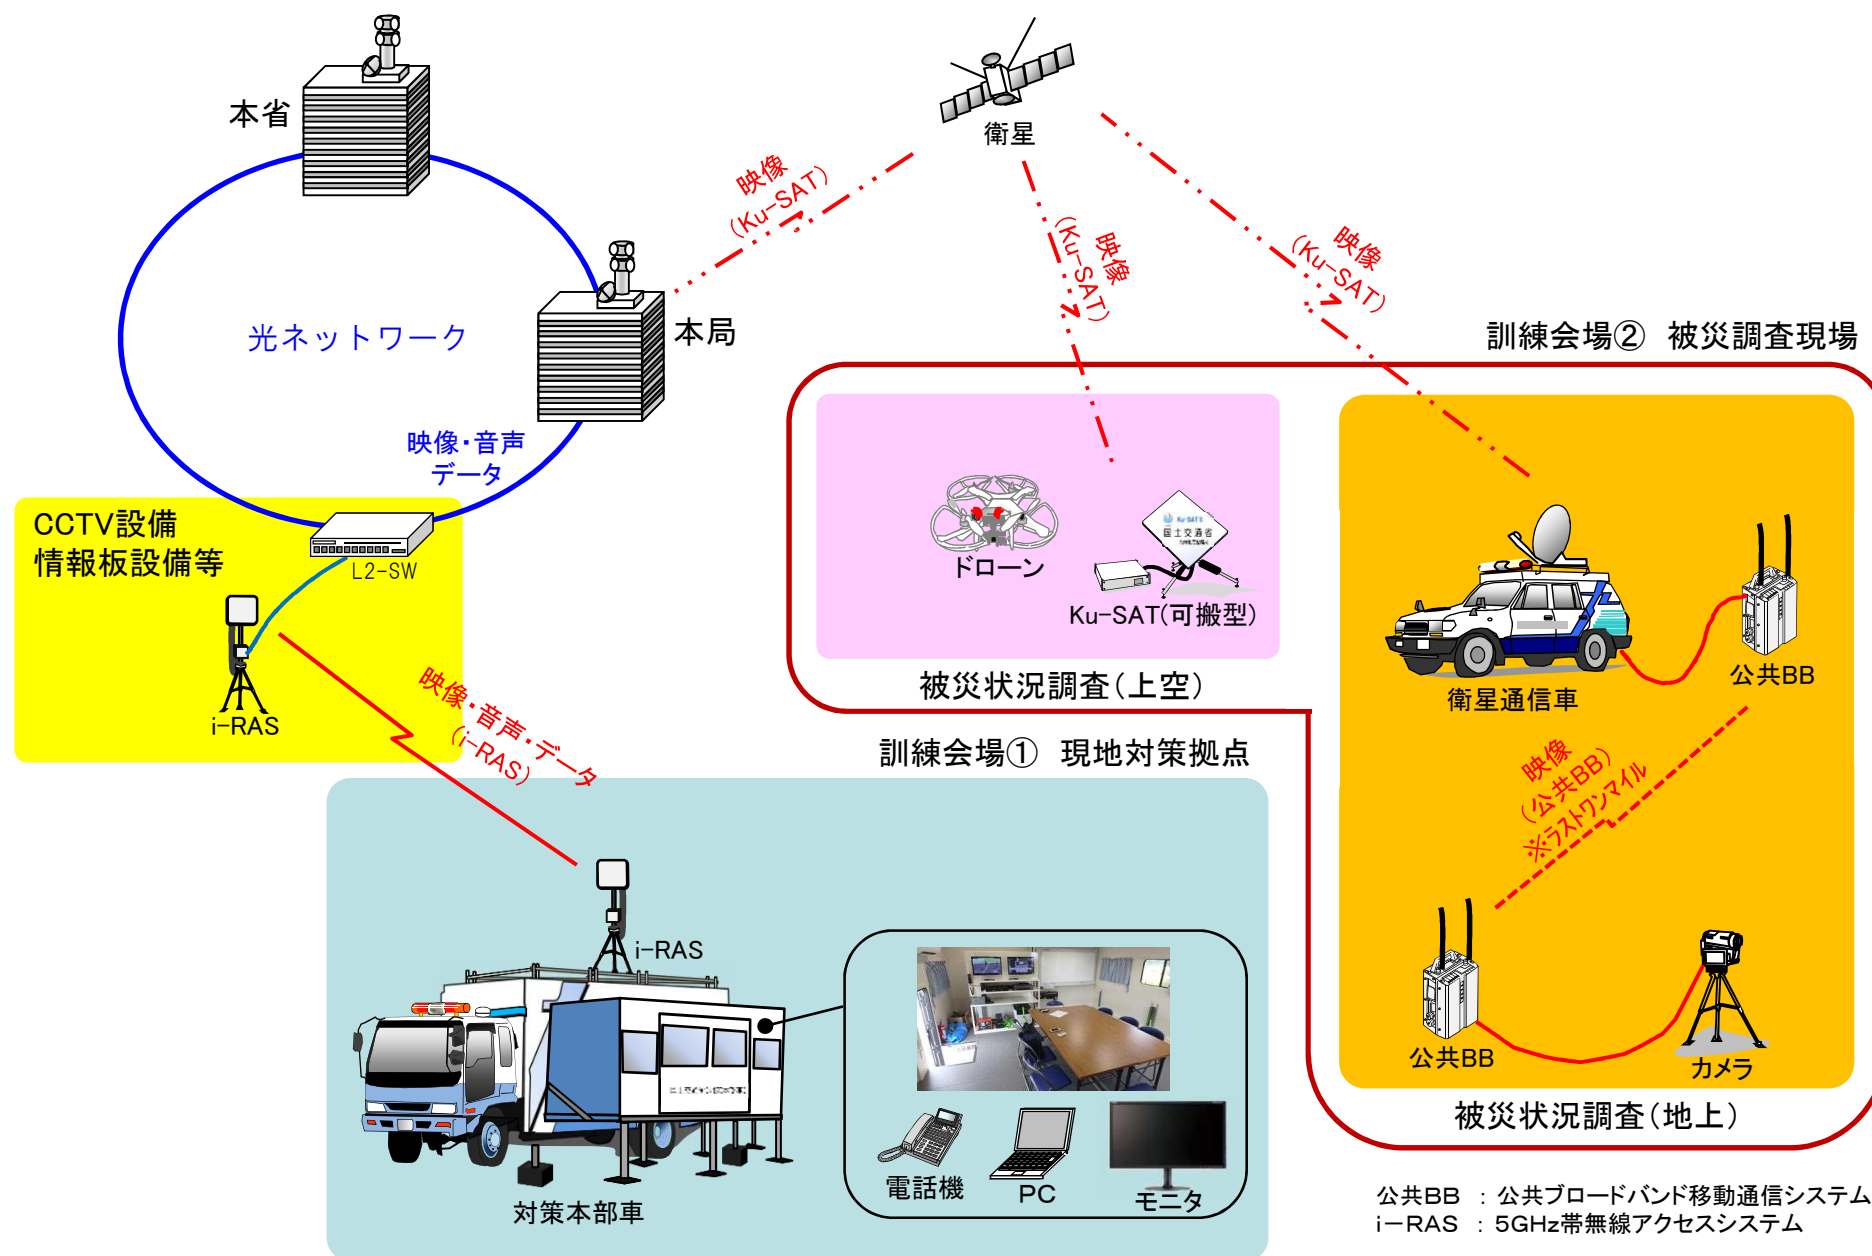 本省
衛星
映像
(Ku-SAT)
映像
(Ku-SAT)
映像
(Ku-SAT)
光ネットワーク
本局
訓練会場② 被災調査現場
映像・音声
データ
CCTV設備
情報板設備等
L2-SW
i-RAS
Ku-SATⅡ
国土交通省
ドローン
Ku-SAT(可搬型)
被災状況調査(上空)
衛星通信車
公共BB
映像・音声・データ
(i-RAS)
訓練会場① 現地対策拠点
映像
(公共BB)
※ラストワンマイル
i-RAS
公共BB
カメラ
被災状況調査(地上)
対策本部車
電話機
PC
モニタ
公共BB : 公共ブロードバンド移動通信システム
i-RAS : 5GHz帯無線アクセスシステム